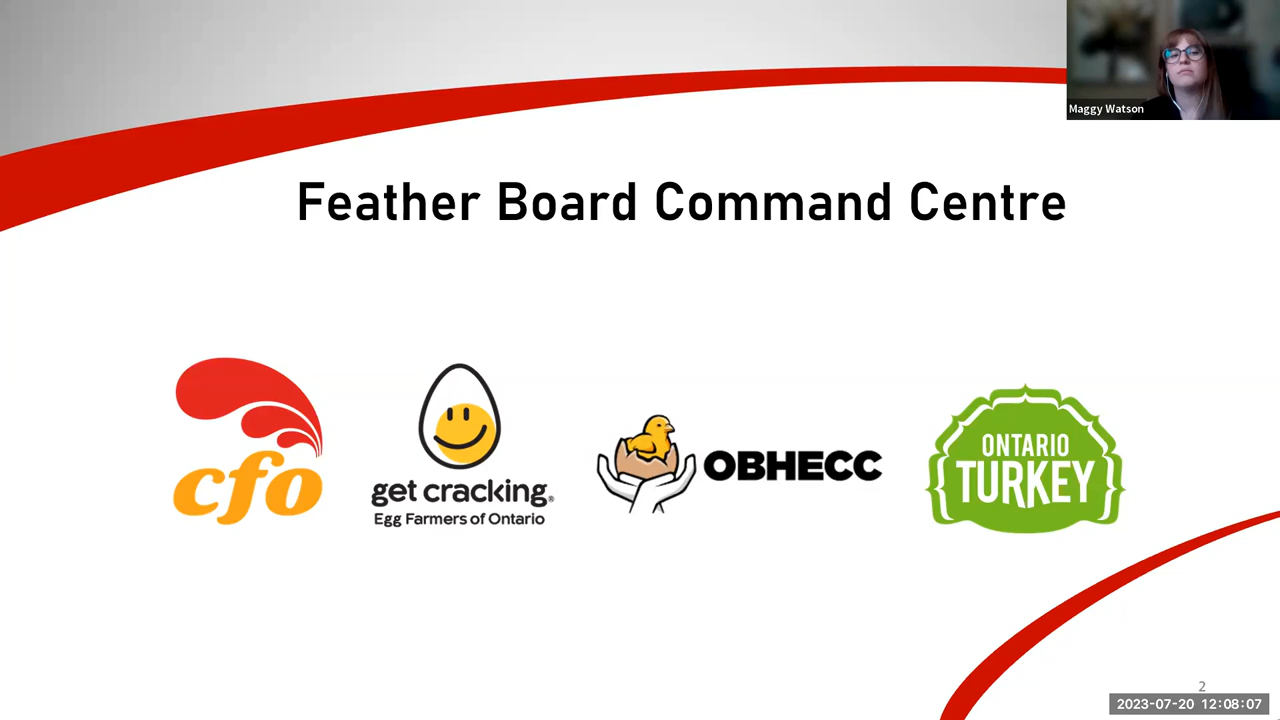 Maggy Watson
Feather Board Command Centre
cfo
get cracking®
Egg Farmers of Ontario
OBHECC
ONTARIO
TURKEY
2
2023-07-20 12:08:07